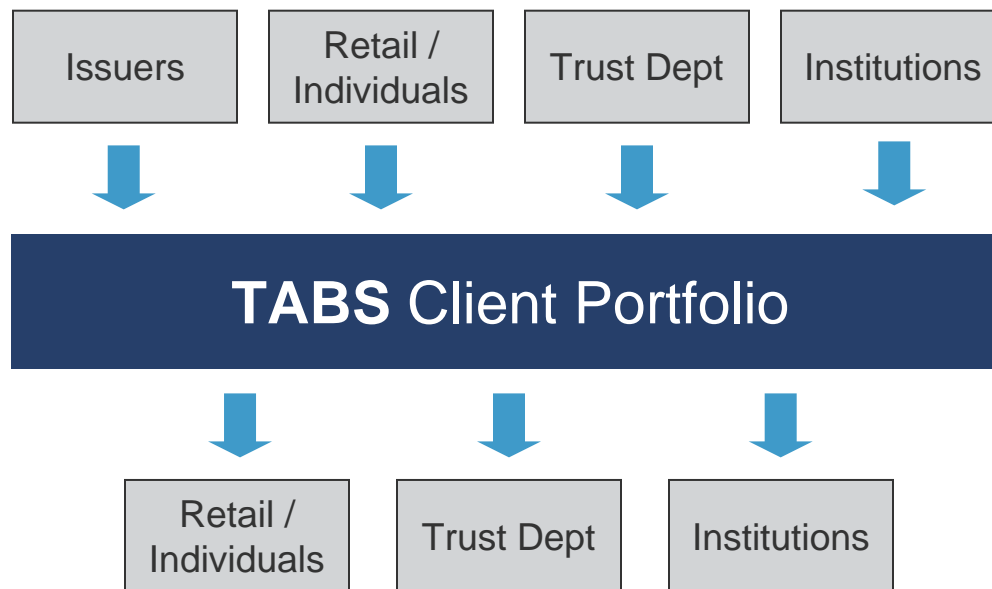 Issuers
Retail /
Individuals
Trust Dept
Institutions
TABS Client Portfolio
Retail /
Individuals
Trust Dept
Institutions